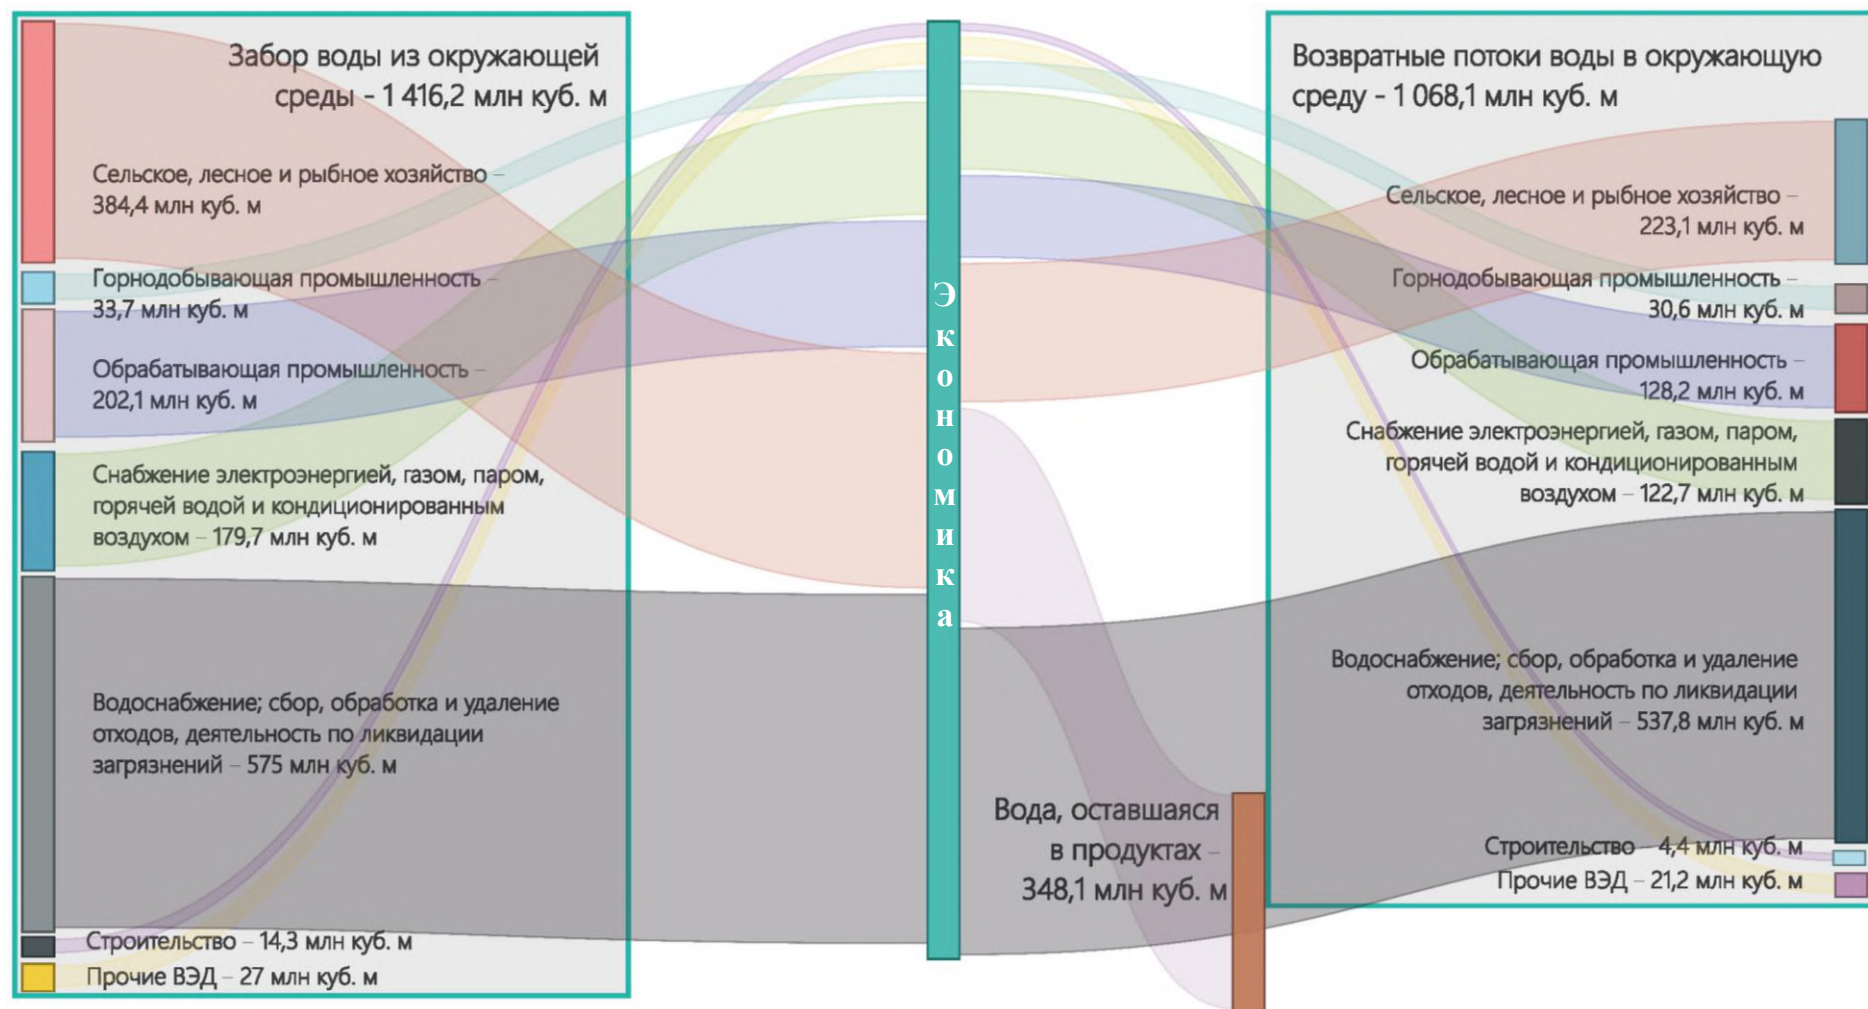 Забор воды из окружающей
среды - 1 416,2 млн куб. м
Сельское, лесное и рыбное хозяйство –
384,4 млн куб. м
Горнодобывающая промышленность –
33,7 млн куб. м
Обрабатывающая промышленность –
202,1 млн куб. м
Снабжение электроэнергией, газом, паром,
горячей водой и кондиционированным
воздухом – 179,7 млн куб. м
Водоснабжение; сбор, обработка и удаление
отходов, деятельность по ликвидации
загрязнений – 575 млн куб. м
Строительство – 14,3 млн куб. м
Прочие ВЭД – 27 млн куб. м
Экономика
Вода, оставшаяся
в продуктах –
348,1 млн куб. м
Возвратные потоки воды в окружающую
среду - 1 068,1 млн куб. м
Сельское, лесное и рыбное хозяйство –
223,1 млн куб. м
Горнодобывающая промышленность –
30,6 млн куб. м
Обрабатывающая промышленность –
128,2 млн куб. м
Снабжение электроэнергией, газом, паром,
горячей водой и кондиционированным
воздухом – 122,7 млн куб. м
Водоснабжение; сбор, обработка и удаление
отходов, деятельность по ликвидации
загрязнений – 537,8 млн куб. м
Строительство – 4,4 млн куб. м
Прочие ВЭД – 21,2 млн куб. м